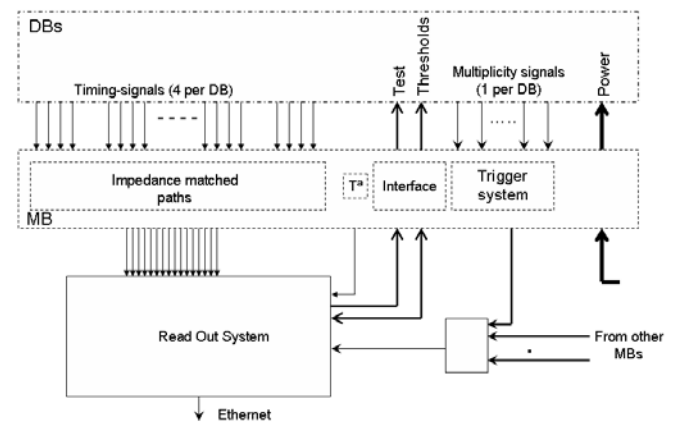 DBs
Timing-signals (4 per DB)
Test
Thresholds
Multiplicity signals
(1 per DB)
Power
Impedance matched
paths
Tª
Interface
Trigger
system
MB
Read Out System
From other
MBs
Ethernet